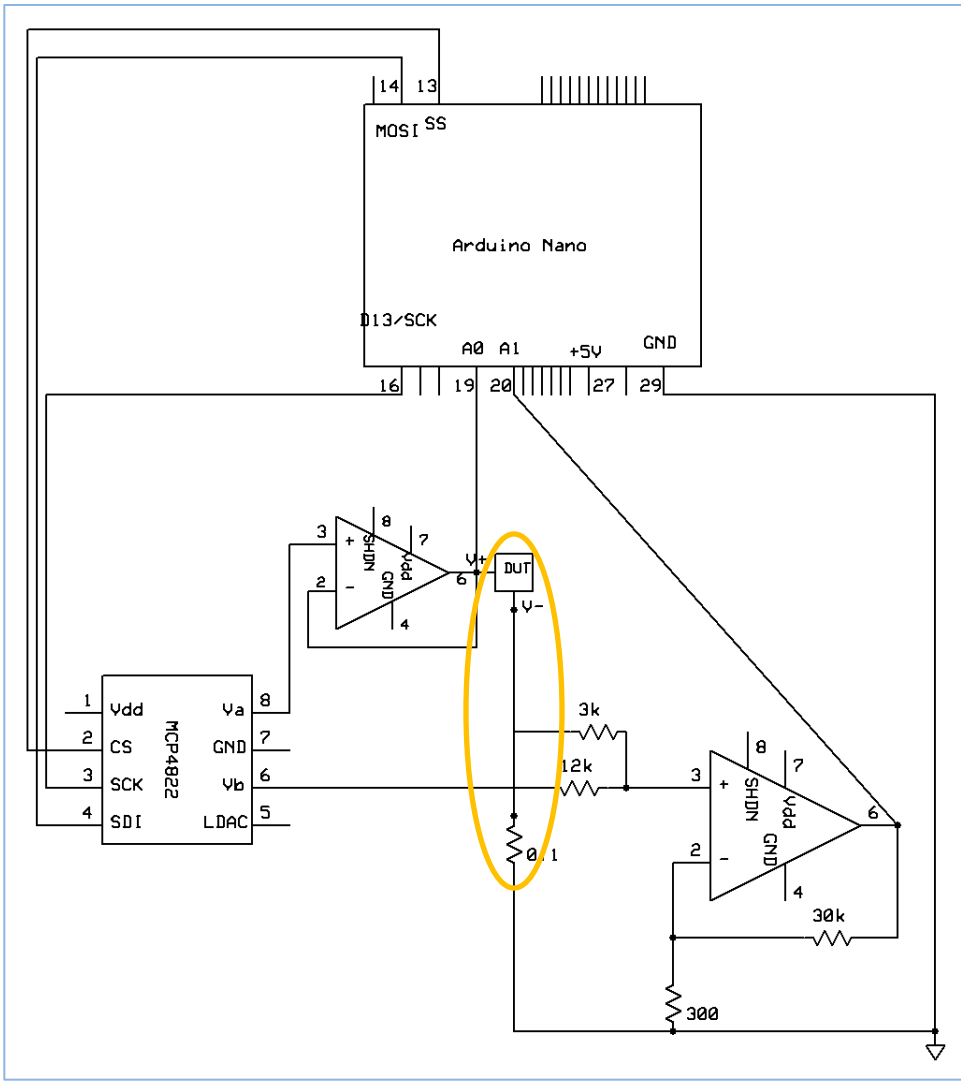 14 13
MOSI SS
Arduino Nano
D13/SCK
A0 A1 +5V GND
16 19 20 27 29
3 + 8 SHDN 7 Vdd
2 - GND 6 V+ DUT
4 V-
1 Vdd Va 8
2 CS GND 7
3 SCK Vb 6
4 SDI LDAC 5
MCP4822
3k
12k
0.1
3 + 8 SHDN 7 Vdd
2 - GND 6
4
30k
300